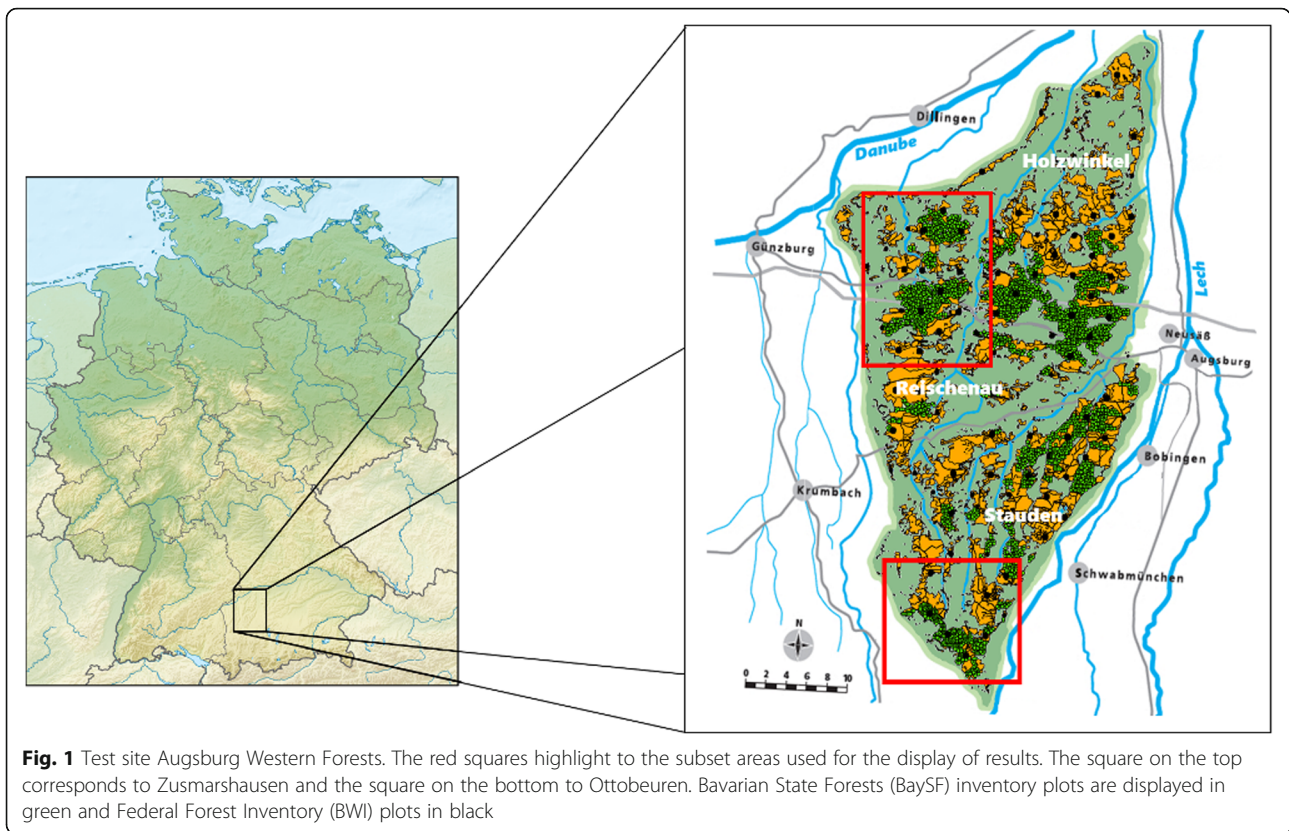 Dillingen
Danube
Holzwinkel
Günzburg
Lech
Neusäß
Augsburg
Reischenau
Bobingen
Krumbach
Stauden
Schwabmünchen
N
0 2 4 6 8 10
Fig. 1 Test site Augsburg Western Forests. The red squares highlight to the subset areas used for the display of results. The square on the top
corresponds to Zusmarshausen and the square on the bottom to Ottobeuren. Bavarian State Forests (BaySF) inventory plots are displayed in
green and Federal Forest Inventory (BWI) plots in black